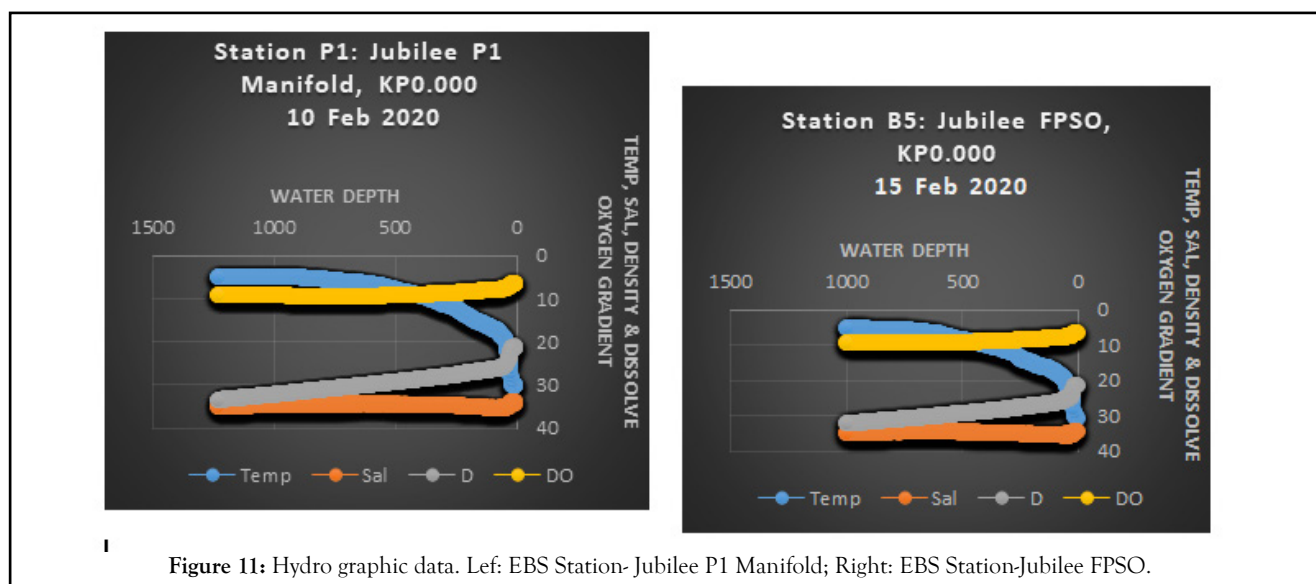 Station P1: Jubilee P1
Manifold, KP0.000
10 Feb 2020
WATER DEPTH
1500 1000 500 0
0
10
20
30
40
TEMP, SAL, DENSITY & DISSOLVE
OXYGEN GRADIENT
Temp Sal D DO
Station B5: Jubilee FPSO,
KP0.000
15 Feb 2020
WATER DEPTH
1500 1000 500 0
0
10
20
30
40
TEMP, SAL, DENSITY & DISSOLVE
OXYGEN GRADIENT
Temp Sal D DO
Figure 11: Hydro graphic data. Lef: EBS Station- Jubilee P1 Manifold; Right: EBS Station-Jubilee FPSO.